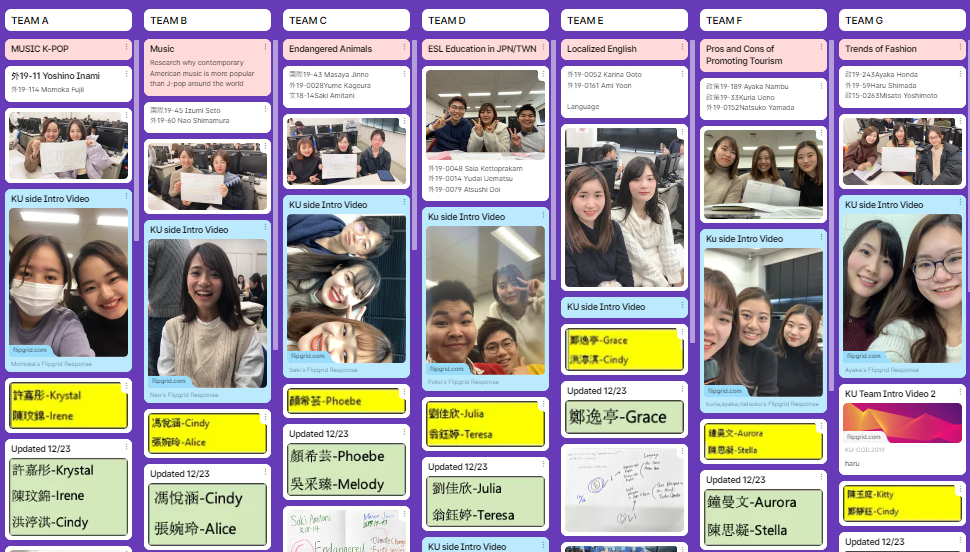 TEAM A
MUSIC K-POP
外19-11 Yoshino Inami
外19-114 Momoka Fujii
KU side Intro Video
flipgrid.com
Momoka's Flipgrid Response
許嘉彤-Krystal
陳玟錦-Irene
Updated 12/23
許嘉彤-Krystal
陳玟錦-Irene
洪渟淇-Cindy
TEAM B
Music
Research why contemporary
American music is more popular
than J-pop around the world
国際19-45 Izumi Seto
外19-60 Nao Shimamura
KU side Intro Video
flipgrid.com
Nao's Flipgrid Response
馮悅涵-Cindy
張婉玲-Alice
Updated 12/23
馮悅涵-Cindy
張婉玲-Alice
TEAM C
Endangered Animals
国際19-43 Masaya Jinno
外19-0028Yume Kageura
文18-14Saki Amitani
KU side Intro Video
flipgrid.com
Saki's Flipgrid Response
顏希芸-Phoebe
Updated 12/23
顏希芸-Phoebe
吳采臻-Melody
Saki Amitani
Endangered
TEAM D
ESL Education in JPN/TWN
外19-0048 Saia Kettoprakarn
外19-0014 Yudai Uematsu
外19-0079 Atsushi Doi
Ku side Intro Video
flipgrid.com
Poko's Flipgrid Response
劉佳欣-Julia
翁鈺婷-Teresa
Updated 12/23
劉佳欣-Julia
翁鈺婷-Teresa
KU side Intro Video
TEAM E
Localized English
外19-0052 Karina Goto
外19-0161 Ami Yoon
Language
KU side Intro Video
鄭逸亭-Grace
洪渟淇-Cindy
Updated 12/23
鄭逸亭-Grace
Language
TEAM F
Pros and Cons of
Promoting Tourism
政策19-189 Ayaka Nambu
政策19-33Kuria Ueno
外19-0152Natsuko Yamada
Ku side Intro Video
flipgrid.com
kuria,ayaka,natsuko's Flipgrid Response
鐘曼文-Aurora
陳思凝-Stella
Updated 12/23
鐘曼文-Aurora
陳思凝-Stella
TEAM G
Trends of Fashion
政19-243Ayaka Honda
外19-59Haru Shimada
政15-0263Misato Yoshimoto
KU side Intro Video
flipgrid.com
Ayaka's Flipgrid Response
KU Team Intro Video 2
flipgrid.com
KU-COIL2019
haru
陳玉庭-Kitty
鄭靜鈺-Cindy
Updated 12/23